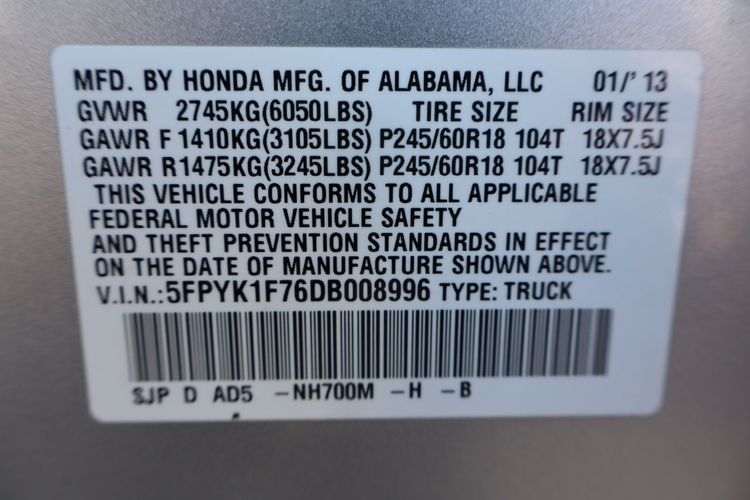 MFD. BY HONDA MFG. OF ALABAMA, LLC 01/'13
GVWR 2745KG(6050LBS) TIRE SIZE RIM SIZE
GAWR F 1410KG(3105LBS) P245/60R18 104T 18X7.5J
GAWR R 1475KG(3245LBS) P245/60R18 104T 18X7.5J
THIS VEHICLE CONFORMS TO ALL APPLICABLE
FEDERAL MOTOR VEHICLE SAFETY
AND THEFT PREVENTION STANDARDS IN EFFECT
ON THE DATE OF MANUFACTURE SHOWN ABOVE.
V.I.N.:5FPYK1F76DB008996 TYPE: TRUCK
SJP D AD5 -NH700M -H -B